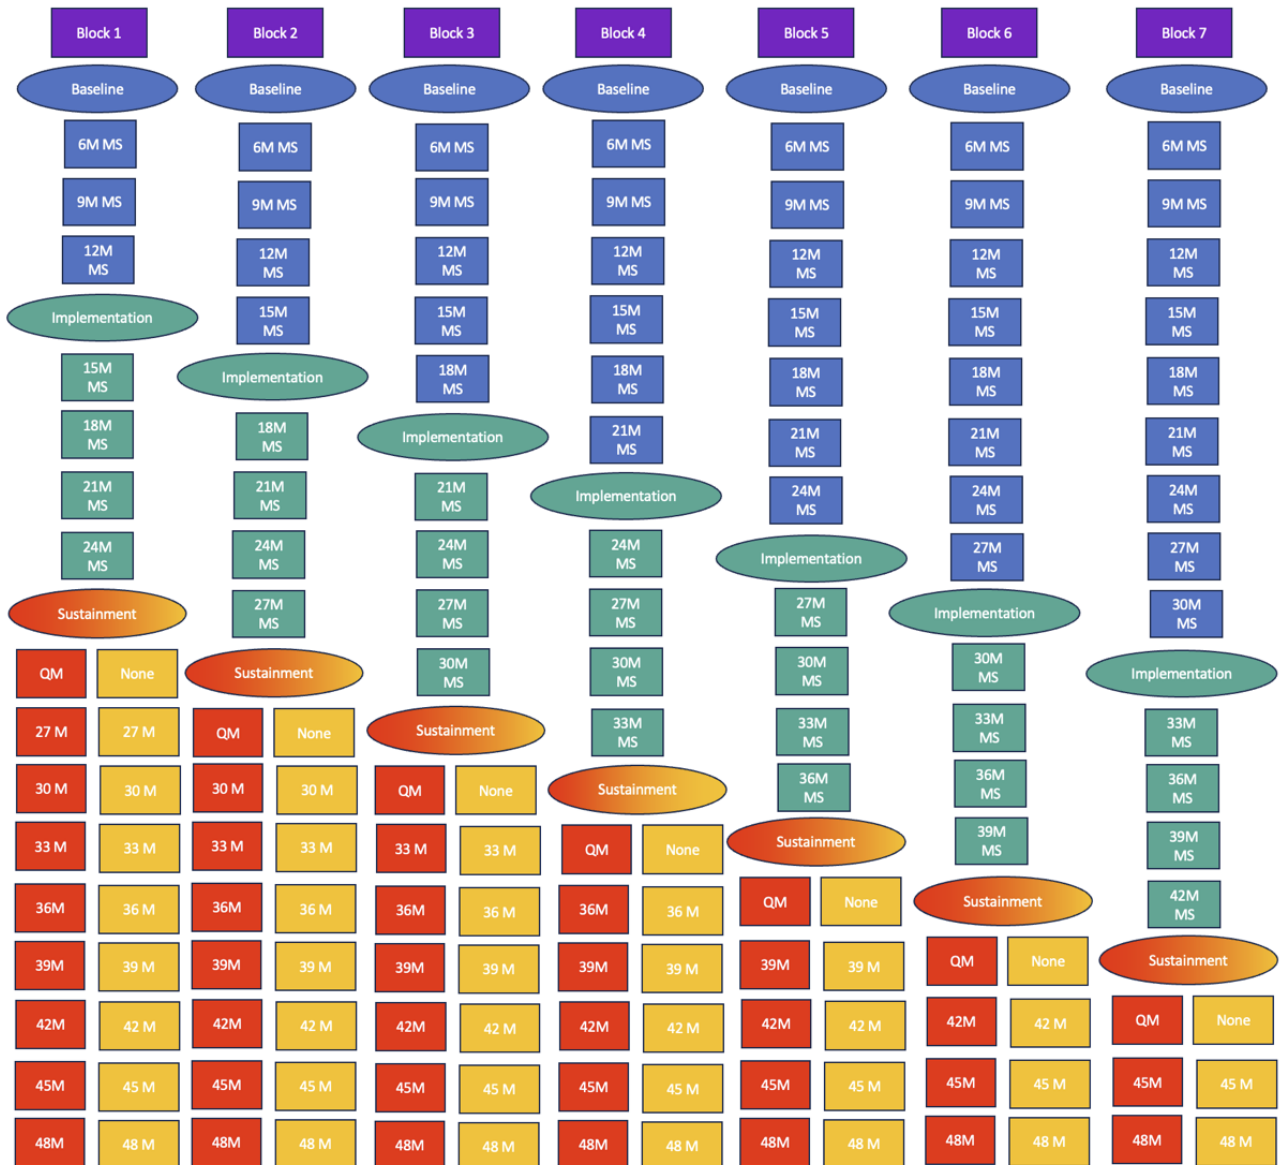 Block 1
Block 2
Block 3
Block 4
Block 5
Block 6
Block 7
Baseline
Baseline
Baseline
Baseline
Baseline
Baseline
Baseline
6M MS
6M MS
6M MS
6M MS
6M MS
6M MS
6M MS
9M MS
9M MS
9M MS
9M MS
9M MS
9M MS
9M MS
12M
MS
12M
MS
12M
MS
12M
MS
12M
MS
12M
MS
12M
MS
Implementation
15M
MS
15M
MS
15M
MS
15M
MS
15M
MS
15M
MS
15M
MS
Implementation
18M
MS
18M
MS
18M
MS
18M
MS
18M
MS
18M
MS
18M
MS
Implementation
21M
MS
21M
MS
21M
MS
21M
MS
21M
MS
21M
MS
21M
MS
Implementation
24M
MS
24M
MS
24M
MS
24M
MS
24M
MS
24M
MS
24M
MS
Implementation
27M
MS
27M
MS
Sustainment
27M
MS
27M
MS
27M
MS
27M
MS
Implementation
30M
MS
QM
None
Sustainment
30M
MS
30M
MS
30M
MS
30M
MS
Implementation
27 M
27 M
QM
None
Sustainment
33M
MS
33M
MS
33M
MS
33M
MS
30 M
30 M
30 M
30 M
QM
None
Sustainment
36M
MS
36M
MS
36M
MS
33 M
33 M
33 M
33 M
33 M
33 M
QM
None
Sustainment
39M
MS
39M
MS
36M
36 M
36M
36 M
36M
36 M
36M
36 M
QM
None
Sustainment
42M
MS
39M
39 M
39M
39 M
39M
39 M
39M
39 M
39M
39 M
QM
None
Sustainment
42M
42 M
42M
42 M
42M
42 M
42M
42 M
42M
42 M
42M
42 M
QM
None
45M
45 M
45M
45 M
45M
45 M
45M
45 M
45M
45 M
45M
45 M
45M
45 M
48M
48 M
48M
48 M
48M
48 M
48M
48 M
48M
48 M
48M
48 M
48M
48 M